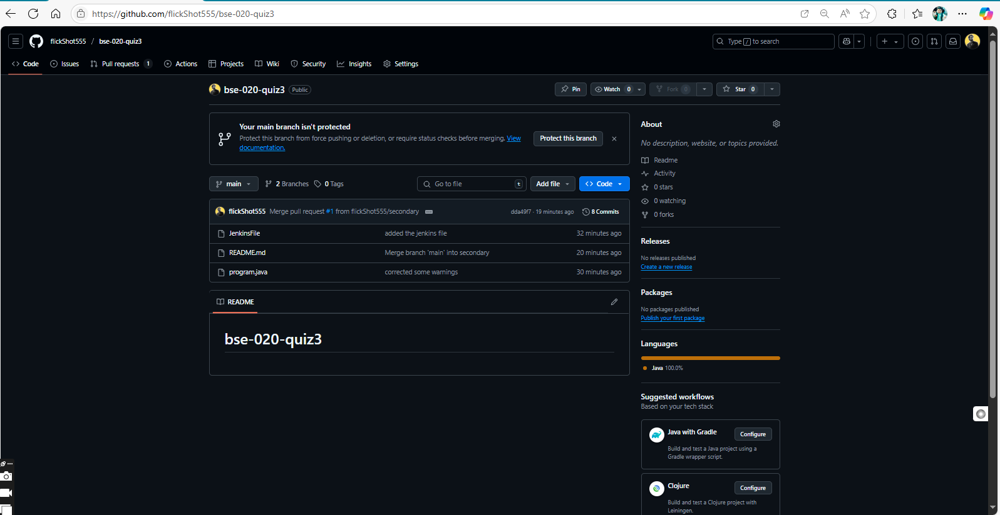 https://github.com/flickShot555/bse-020-quiz3
flickShot555 / bse-020-quiz3
Type / to search
Code Issues Pull requests 1 Actions Projects Wiki Security Insights Settings
bse-020-quiz3 Public
Pin Watch 0 Fork 0 Star 0
Your main branch isn't protected
Protect this branch from force pushing or deletion, or require status checks before merging. View
documentation.
Protect this branch
main 2 Branches 0 Tags
Go to file t Add file Code
flickShot555 Merge pull request #1 from flickShot555/secondary dda49f7 · 19 minutes ago 8 Commits
JenkinsFile added the jenkins file 32 minutes ago
README.md Merge branch 'main' into secondary 20 minutes ago
program.java corrected some warnings 30 minutes ago
README
bse-020-quiz3
About
No description, website, or topics provided.
Readme
Activity
0 stars
0 watching
0 forks
Releases
No releases published
Create a new release
Packages
No packages published
Publish your first package
Languages
Java 100.0%
Suggested workflows
Based on your tech stack
Java with Gradle Configure
Build and test a Java project using a
Gradle wrapper script.
Clojure Configure
Build and test a Clojure project with
Leiningen.